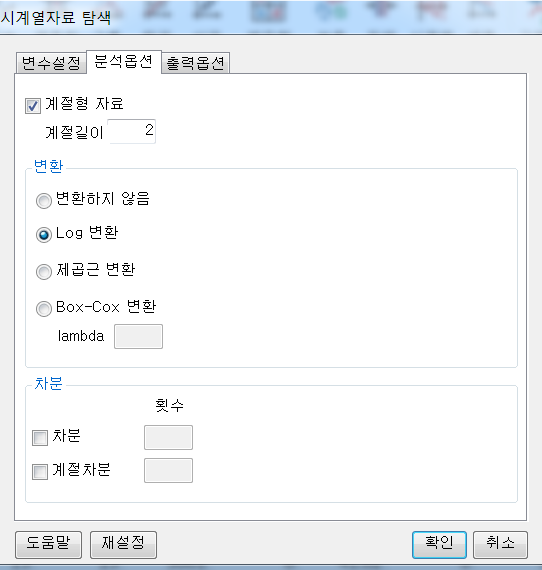 시계열자료 탐색
변수설정 분석옵션 출력옵션
계절형 자료
계절길이 2
변환
변환하지 않음
Log 변환
제곱근 변환
Box-Cox 변환
lambda
차분
횟수
차분
계절차분
도움말 재설정 확인 취소